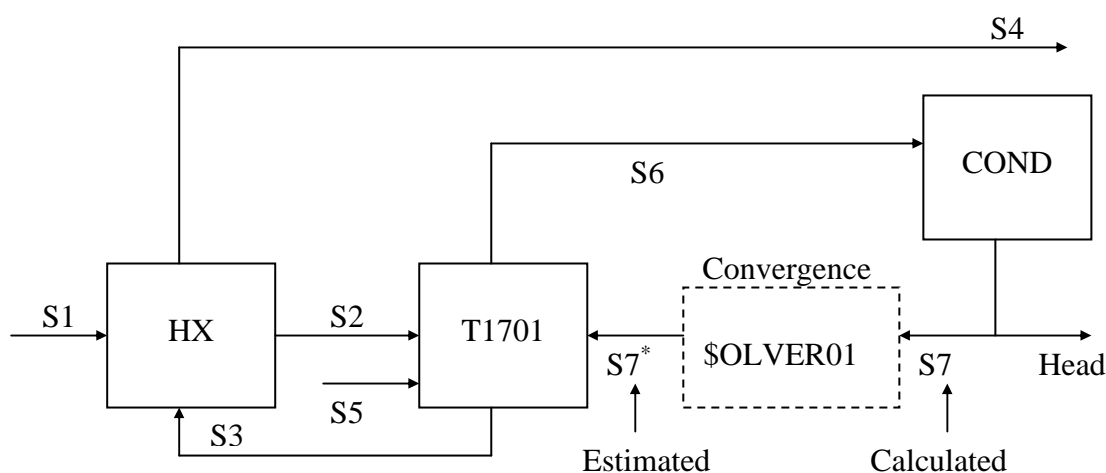 S4
COND
S6
Convergence
S1
HX
S2
T1701
S7*
$OLVER01
S7
Head
S5
S3
Estimated
Calculated